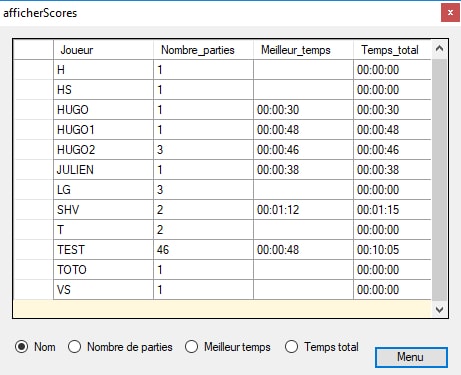 afficherScores
Joueur Nombre_parties Meilleur_temps Temps_total
H 1 00:00:00
HS 1 00:00:00
HUGO 1 00:00:30 00:00:30
HUGO1 1 00:00:48 00:00:48
HUGO2 3 00:00:46 00:00:46
JULIEN 1 00:00:38 00:00:38
LG 3 00:00:00
SHV 2 00:01:12 00:01:15
T 2 00:00:00
TEST 46 00:00:48 00:10:05
TOTO 1 00:00:00
VS 1 00:00:00
Nom Nombre de parties Meilleur temps Temps total Menu